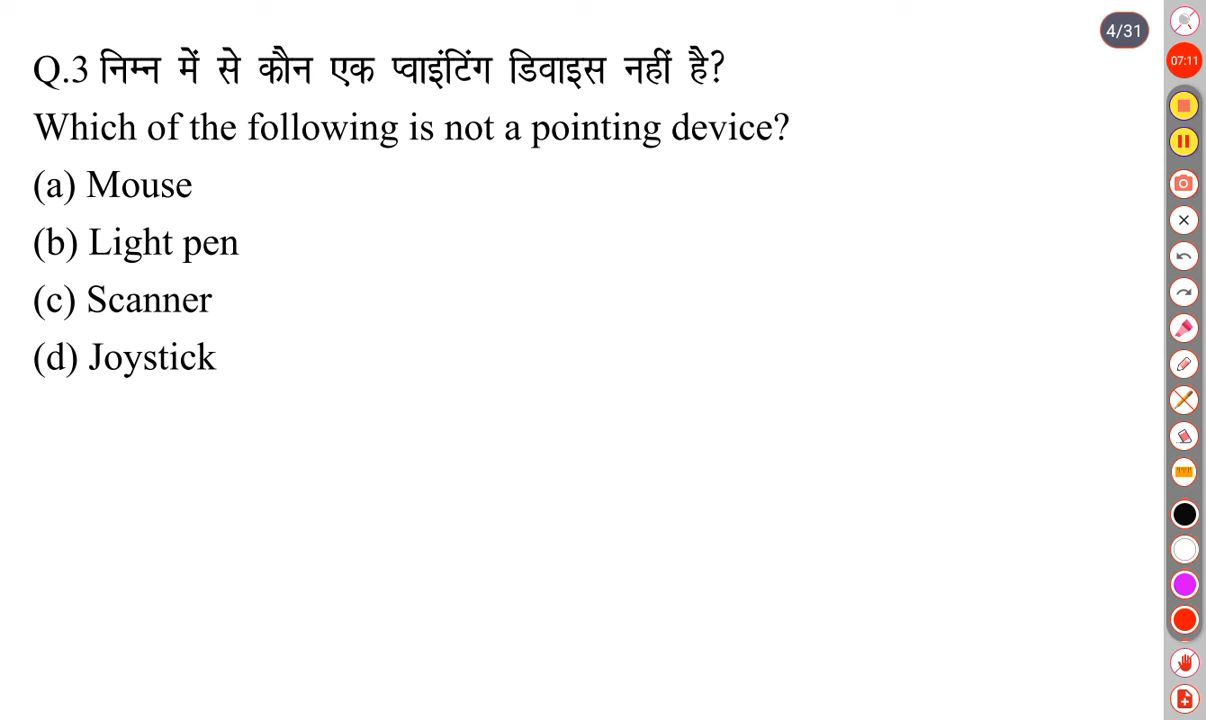 4/31
07:11
Q.3 निम्न में से कौन एक प्वाइंटिंग डिवाइस नहीं है?
Which of the following is not a pointing device?
(a) Mouse
(b) Light pen
(c) Scanner
(d) Joystick